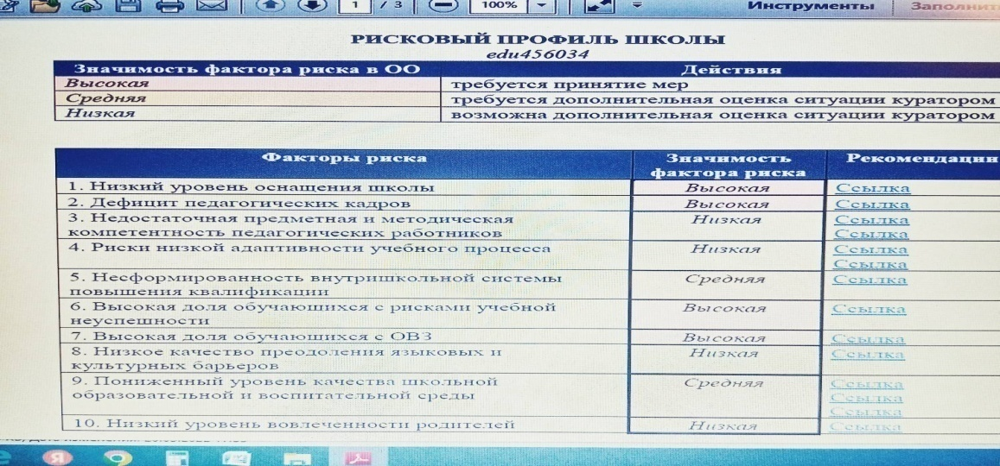 1 / 3
100%
Инструменты
РИСКОВЫЙ ПРОФИЛЬ ШКОЛЫ
edu456034
Значимость фактора риска в ОО Действия
Высокая требуется принятие мер
Средняя требуется дополнительная оценка ситуации куратором
Низкая возможна дополнительная оценка ситуации куратором
Факторы риска Значимость Рекомендации
фактора риска
1. Низкий уровень оснащения школы Высокая Ссылка
2. Дефицит педагогических кадров Высокая Ссылка
3. Недостаточная предметная и методическая Низкая Ссылка
компетентность педагогических работников Ссылка
4. Риски низкой адаптивности учебного процесса Низкая Ссылка
Ссылка
5. Несформированность внутришкольной системы Средняя Ссылка
повышения квалификации
6. Высокая доля обучающихся с рисками учебной Высокая Ссылка
неуспешности
7. Высокая доля обучающихся с ОВЗ Высокая Ссылка
8. Низкое качество преодоления языковых и Низкая Ссылка
культурных барьеров
9. Пониженный уровень качества школьной Средняя Ссылка
образовательной и воспитательной среды Ссылка
Ссылка
10. Низкий уровень вовлеченности родителей Низкая Ссылка